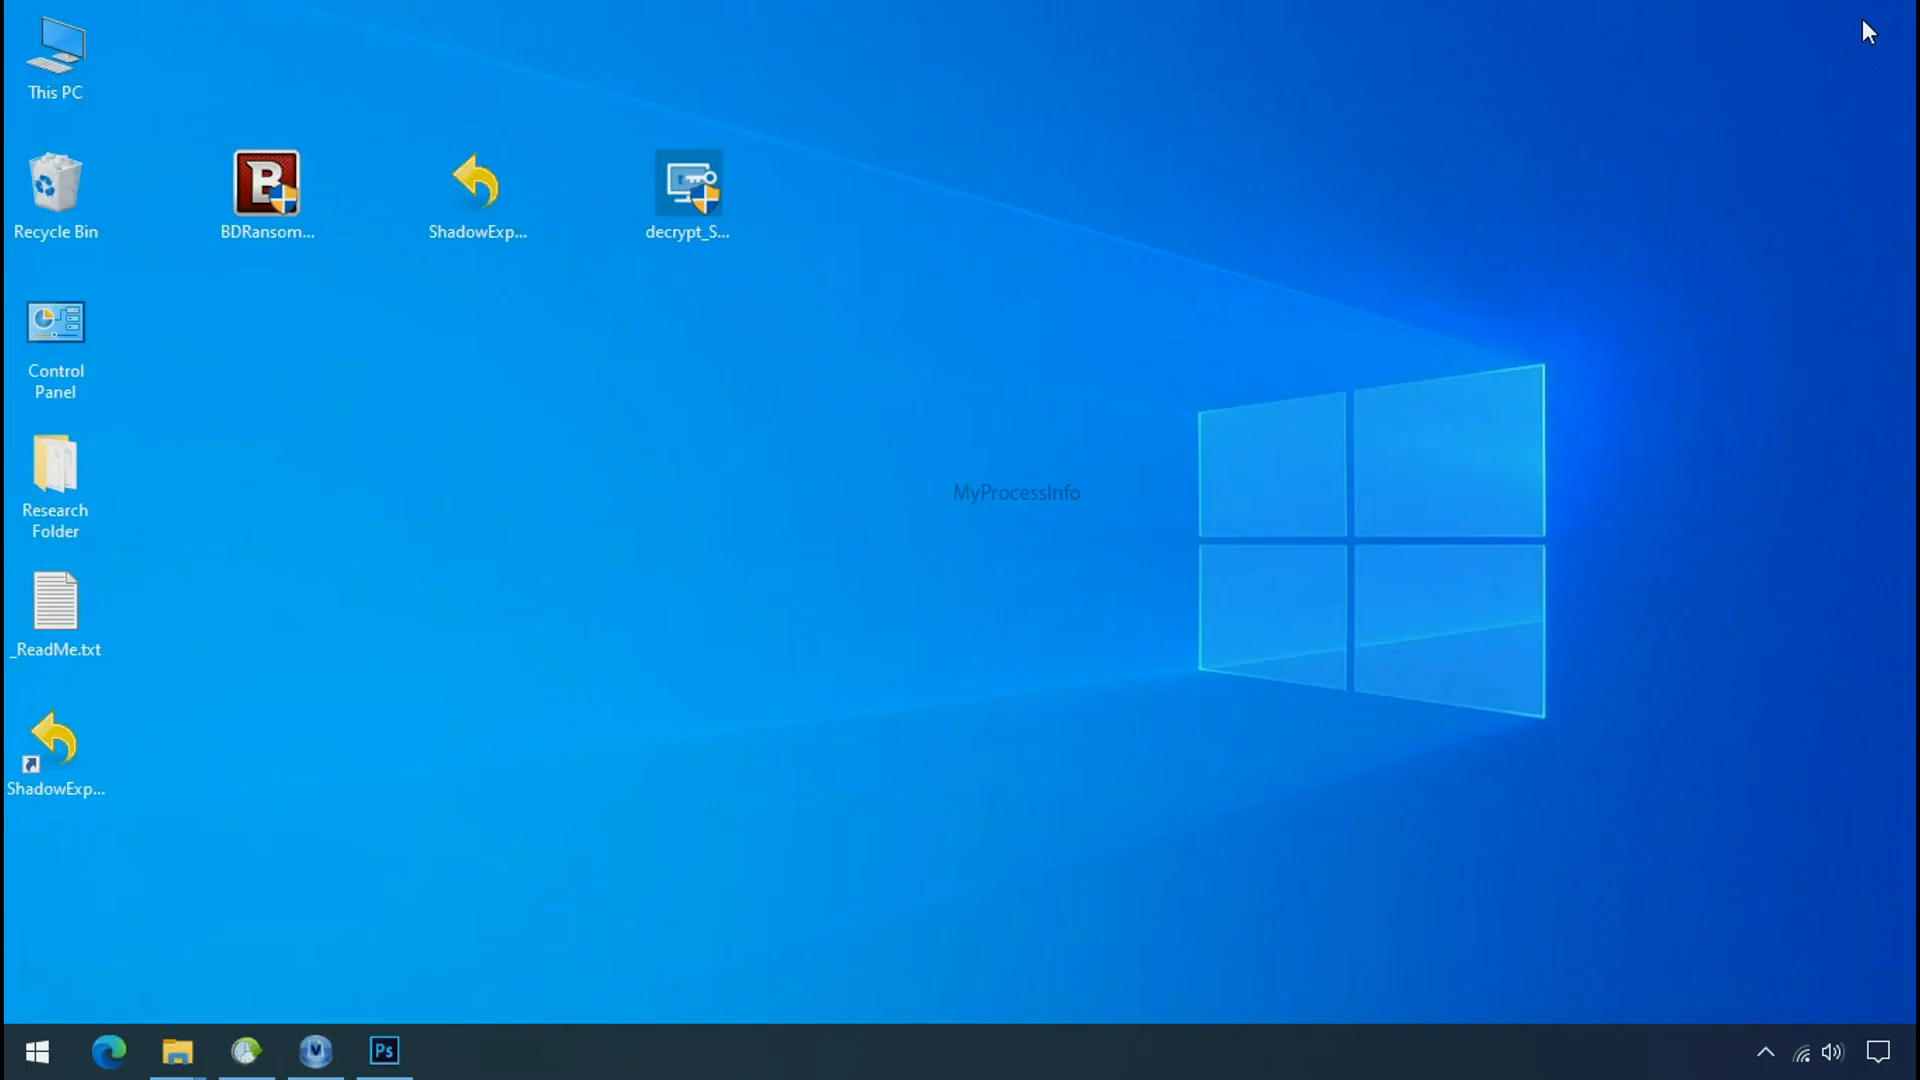 This PC
Recycle Bin
BDRansom...
ShadowExp...
decrypt_S...
Control
Panel
Research
Folder
MyProcessInfo
_ReadMe.txt
ShadowExp...
Ps